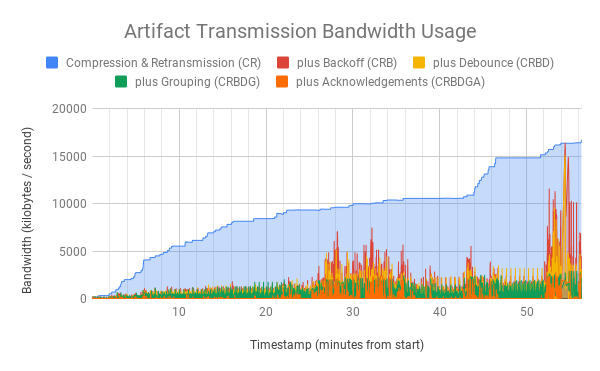 Artifact Transmission Bandwidth Usage
Compression & Retransmission (CR) plus Backoff (CRB) plus Debounce (CRBD)
plus Grouping (CRBDG) plus Acknowledgements (CRBDGA)
Bandwidth (kilobytes / second)
20000
15000
10000
5000
0
10 20 30 40 50
Timestamp (minutes from start)